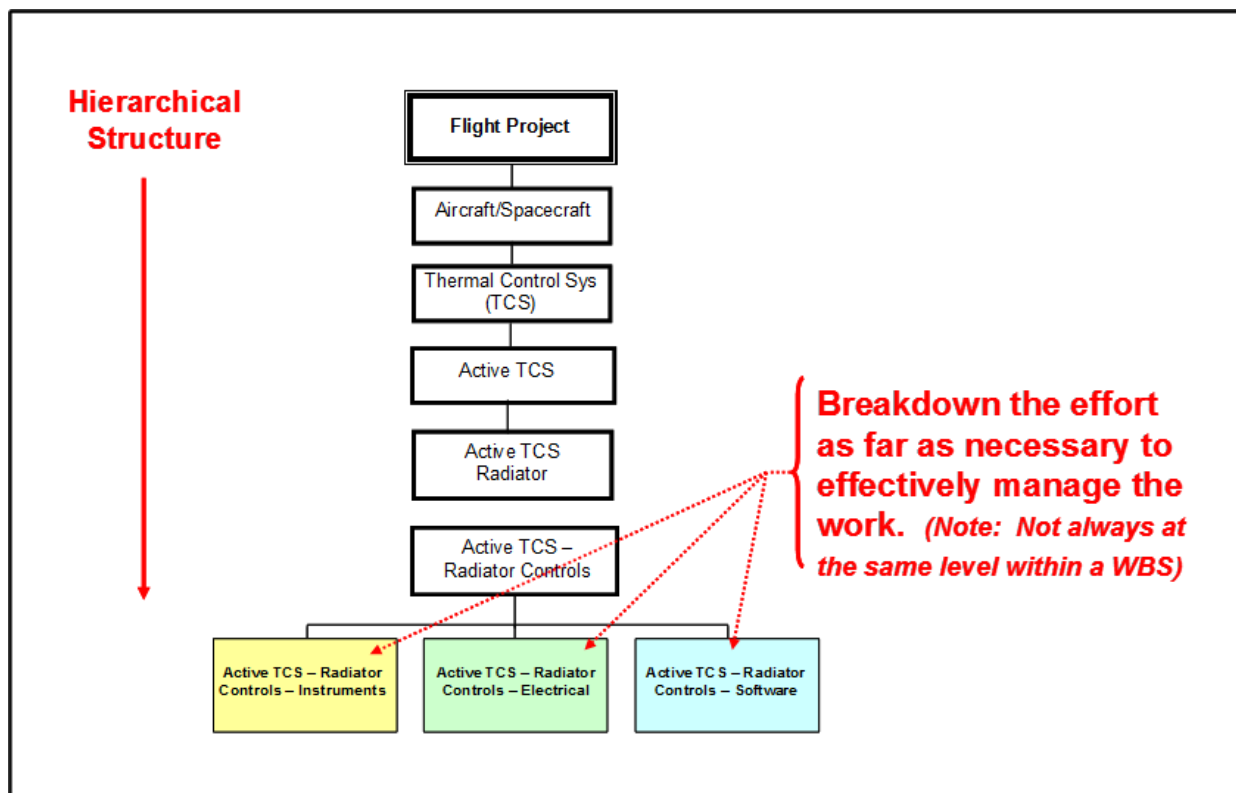 Hierarchical
Structure
Flight Project
Aircraft/Spacecraft
Thermal Control Sys
(TCS)
Active TCS
Active TCS
Radiator
Active TCS –
Radiator Controls
Breakdown the effort
as far as necessary to
effectively manage the
work. (Note: Not always at
the same level within a WBS)
Active TCS – Radiator
Controls – Instruments
Active TCS – Radiator
Controls – Electrical
Active TCS – Radiator
Controls – Software